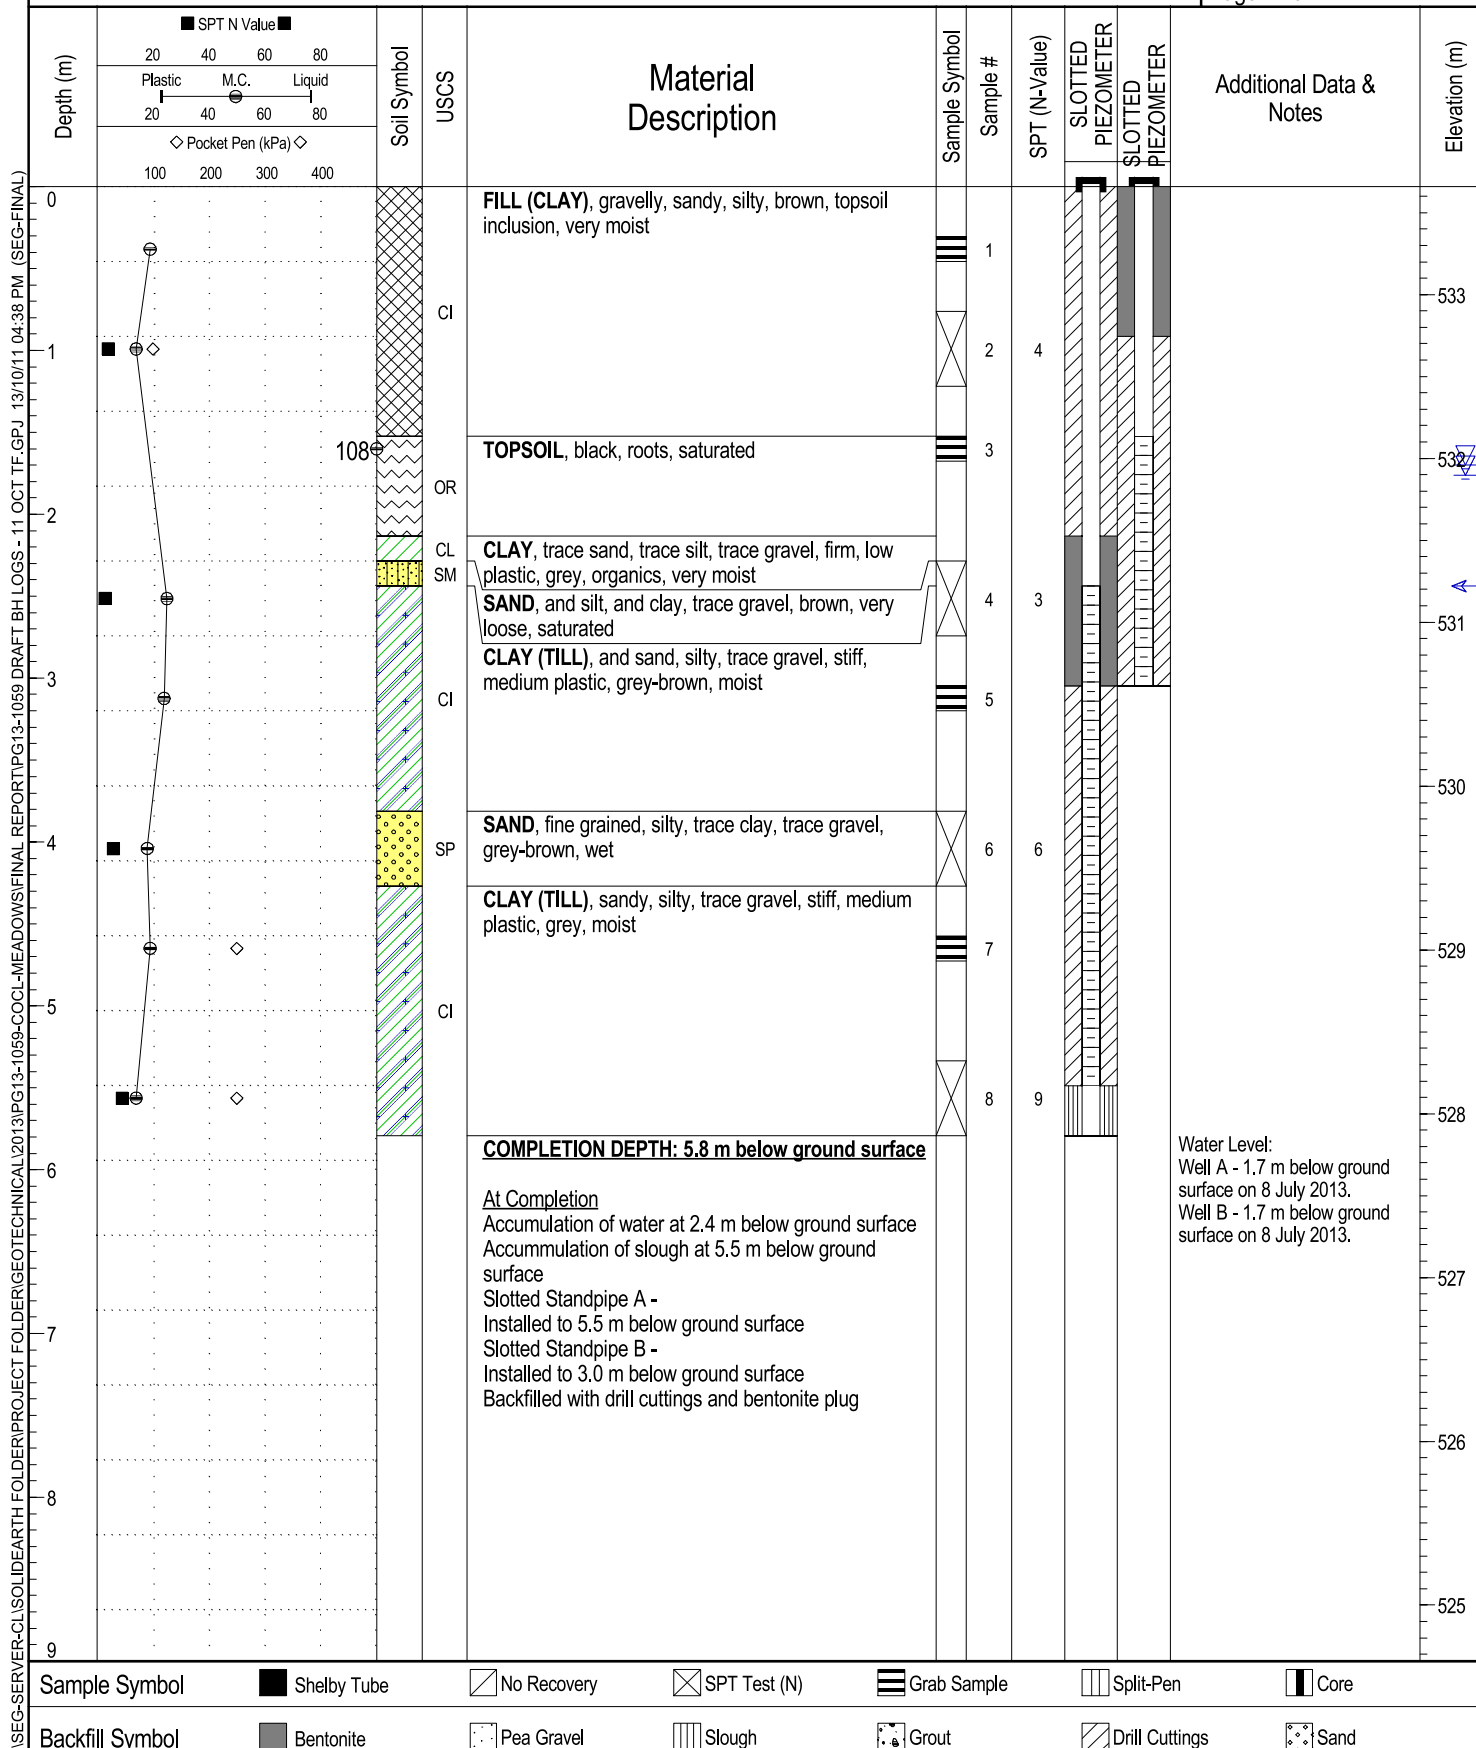 ■ SPT N Value ■
20 40 60 80
Plastic M.C. Liquid
20 40 60 80
◇ Pocket Pen (kPa) ◇
100 200 300 400
Depth (m)
Soil Symbol
USCS
Material
Description
Sample Symbol
Sample #
SPT (N-Value)
SLOTTED
PIEZOMETER
SLOTTED
PIEZOMETER
Additional Data &
Notes
Elevation (m)
0
1
2
3
4
5
6
7
8
9
108
CI
OR
CL
SM
CI
SP
CI
FILL (CLAY), gravelly, sandy, silty, brown, topsoil
inclusion, very moist
TOPSOIL, black, roots, saturated
CLAY, trace sand, trace silt, trace gravel, firm, low
plastic, grey, organics, very moist
SAND, and silt, and clay, trace gravel, brown, very
loose, saturated
CLAY (TILL), and sand, silty, trace gravel, stiff,
medium plastic, grey-brown, moist
SAND, fine grained, silty, trace clay, trace gravel,
grey-brown, wet
CLAY (TILL), sandy, silty, trace gravel, stiff, medium
plastic, grey, moist
COMPLETION DEPTH: 5.8 m below ground surface
At Completion
Accumulation of water at 2.4 m below ground surface
Accummulation of slough at 5.5 m below ground
surface
Slotted Standpipe A -
Installed to 5.5 m below ground surface
Slotted Standpipe B -
Installed to 3.0 m below ground surface
Backfilled with drill cuttings and bentonite plug
1
2 4
3
4 3
5
6 6
7
8 9
Water Level:
Well A - 1.7 m below ground
surface on 8 July 2013.
Well B - 1.7 m below ground
surface on 8 July 2013.
533
532
531
530
529
528
527
526
525
Sample Symbol Shelby Tube No Recovery SPT Test (N) Grab Sample Split-Pen Core
Backfill Symbol Bentonite Pea Gravel Slough Grout Drill Cuttings Sand
\SEG-SERVER-CL\SOLIDEARTH FOLDER\PROJECT FOLDER\GEOTECHNICAL\2013\PG13-1059-COCL-MEADOWS\FINAL REPORT\PG13-1059 DRAFT BH LOGS - 11 OCT TF.GPJ 13/10/11 04:38 PM (SEG-FINAL)